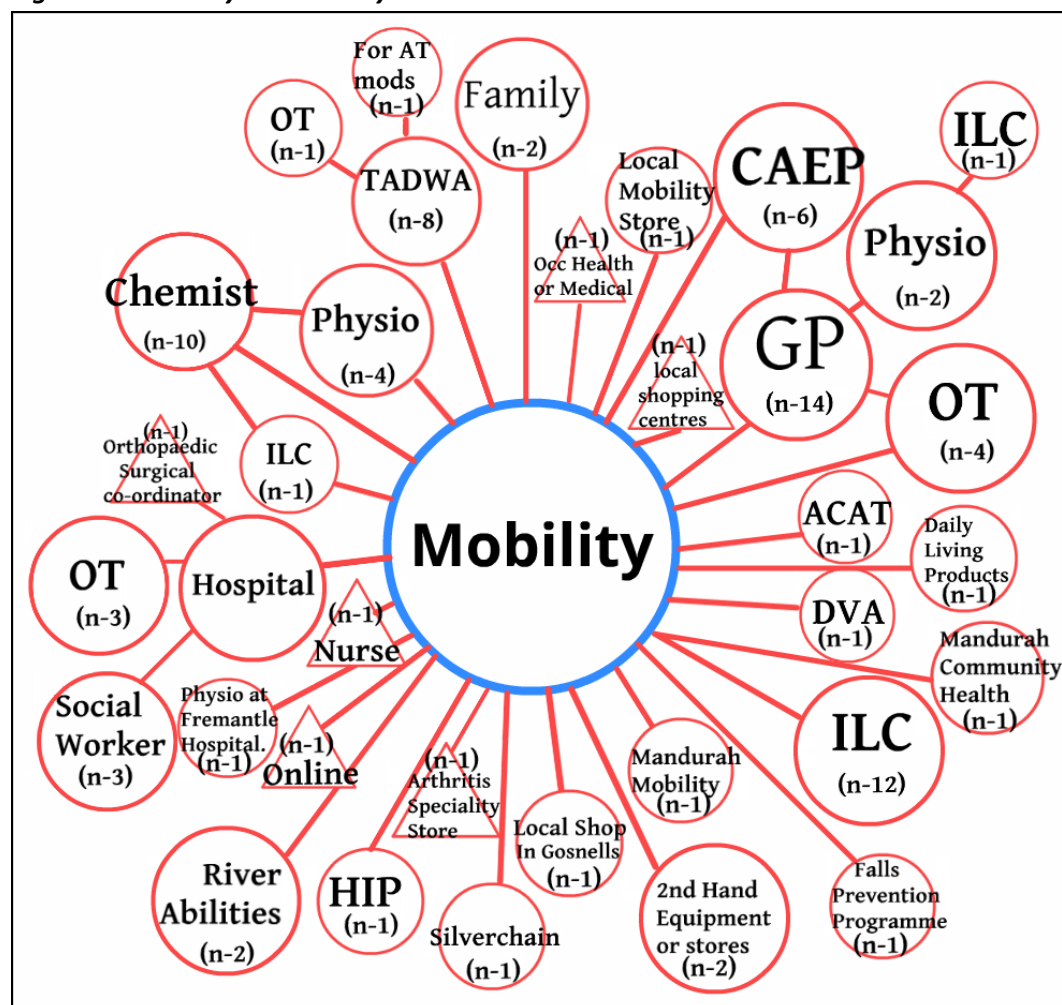 For AT
mods
(n-1)
OT
(n-1)
TADWA
(n-8)
Family
(n-2)
Local
Mobility
Store
(n-1)
CAEP
(n-6)
ILC
(n-1)
Physio
(n-2)
(n-1)
Occ Health
or Medical
Chemist
(n-10)
Physio
(n-4)
(n-1)
local
shopping
centres
GP
(n-14)
OT
(n-4)
(n-1)
Orthopaedic
Surgical
co-ordinator
ILC
(n-1)
ACAT
(n-1)
Daily
Living
Products
(n-1)
Mobility
OT
(n-3)
Hospital
(n-1)
Nurse
DVA
(n-1)
Mandurah
Community
Health
(n-1)
Social
Worker
(n-3)
Physio at
Fremantle
Hospital.
(n-1)
(n-1)
Online
(n-1)
Arthritis
Speciality
Store
Mandurah
Mobility
(n-1)
ILC
(n-12)
River
Abilities
(n-2)
HIP
(n-1)
Silverchain
(n-1)
Local Shop
In Gosnells
(n-1)
2nd Hand
Equipment
or stores
(n-2)
Falls
Prevention
Programme
(n-1)